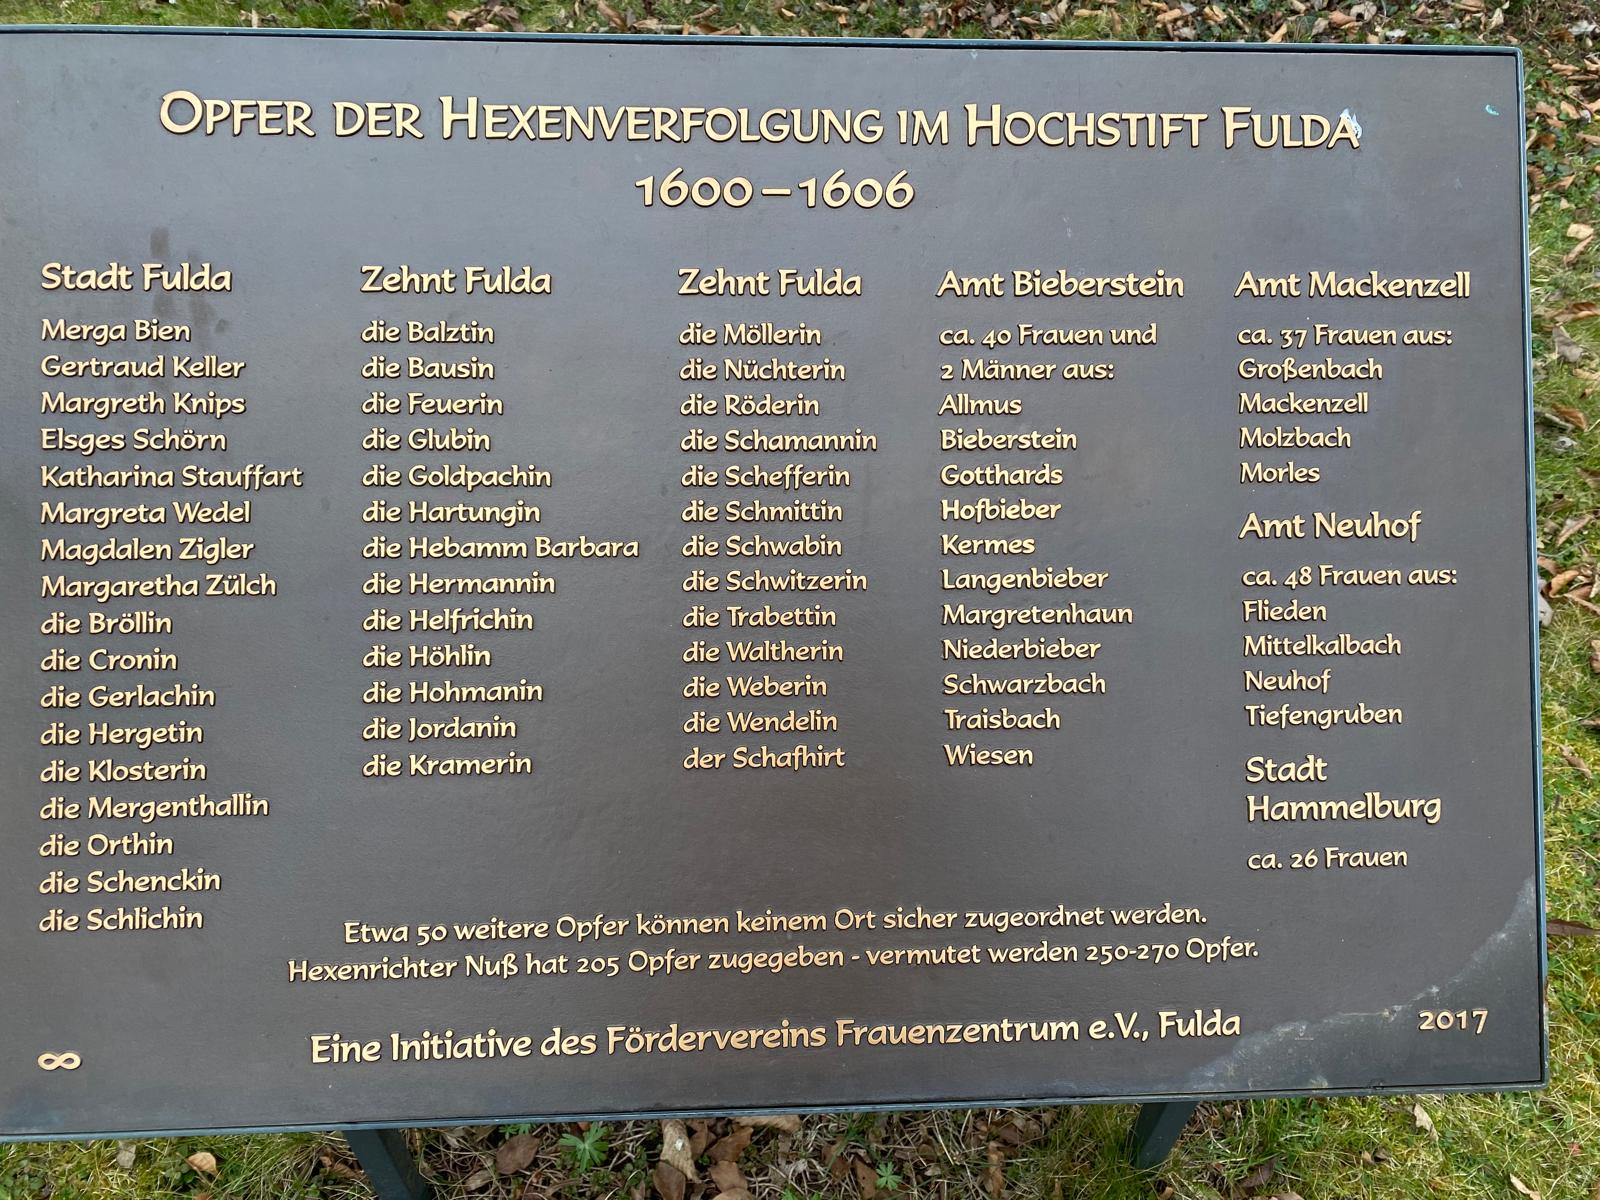 Opfer der Hexenverfolgung im Hochstift Fulda
1600–1606
Stadt Fulda
Merga Bien
Gertraud Keller
Margreth Knips
Elsges Schörn
Katharina Stauffart
Margreta Wedel
Magdalen Zigler
Margaretha Zülch
die Bröllin
die Cronin
die Gerlachin
die Hergetin
die Klosterin
die Mergenthallin
die Orthin
die Schenckin
die Schlichin
Zehnt Fulda
die Balztin
die Bausin
die Feuerin
die Glubin
die Goldpachin
die Hartungin
die Hebamm Barbara
die Hermannin
die Helfrichin
die Höhlin
die Hohmanin
die Jordanin
die Kramerin
Zehnt Fulda
die Möllerin
die Nüchterin
die Röderin
die Schamannin
die Schefferin
die Schmittin
die Schwabin
die Schwitzerin
die Trabettin
die Waltherin
die Weberin
die Wendelin
der Schafhirt
Amt Bieberstein
ca. 40 Frauen und
2 Männer aus:
Allmus
Bieberstein
Gotthards
Hofbieber
Kermes
Langenbieber
Margretenhaun
Niederbieber
Schwarzbach
Traisbach
Wiesen
Amt Mackenzell
ca. 37 Frauen aus:
Großenbach
Mackenzell
Molzbach
Morles
Amt Neuhof
ca. 48 Frauen aus:
Flieden
Mittelkalbach
Neuhof
Tiefengruben
Stadt
Hammelburg
ca. 26 Frauen
Etwa 50 weitere Opfer können keinem Ort sicher zugeordnet werden.
Hexenrichter Nuß hat 205 Opfer zugegeben - vermutet werden 250-270 Opfer.
Eine Initiative des Fördervereins Frauenzentrum e.V., Fulda
2017